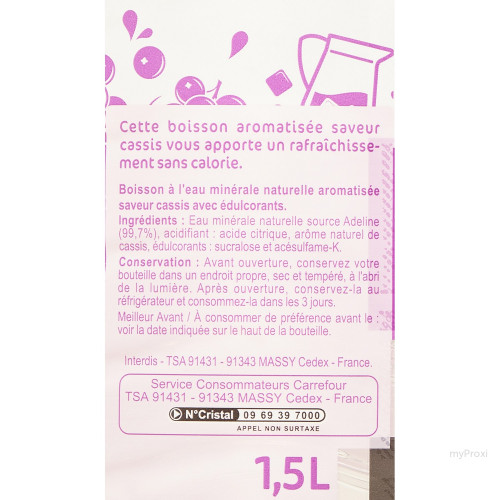 Cette boisson aromatisée saveur
cassis vous apporte un rafraîchisse-
ment sans calorie.
Boisson à l'eau minérale naturelle aromatisée
saveur cassis avec édulcorants.
Ingrédients : Eau minérale naturelle source Adeline
(99,7%), acidifiant : acide citrique, arôme naturel de
cassis, édulcorants : sucralose et acésulfame-K.
Conservation : Avant ouverture, conservez votre
bouteille dans un endroit propre, sec et tempéré, à l'abri
de la lumière. Après ouverture, conservez-la au
réfrigérateur et consommez-la dans les 3 jours.
Meilleur Avant / À consommer de préférence avant le :
voir la date indiquée sur le haut de la bouteille.
Interdis - TSA 91431 - 91343 MASSY Cedex - France.
Service Consommateurs Carrefour
TSA 91431 - 91343 MASSY Cedex - France
N°Cristal 09 69 39 7000
APPEL NON SURTAXE
myProxi
1,5L